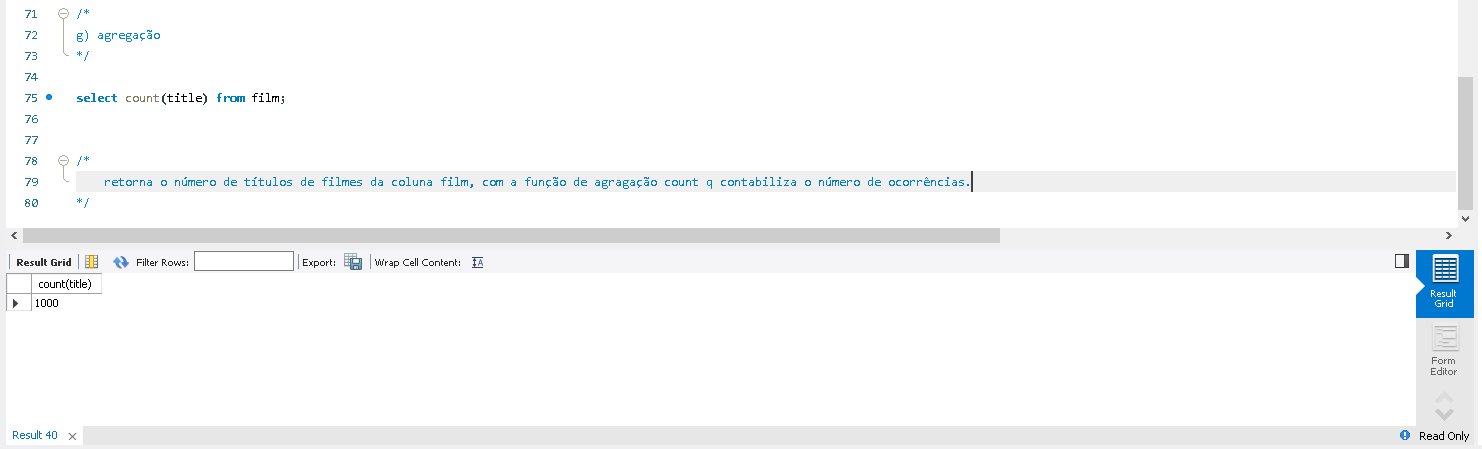 71 /*
72 g) agregação
73 */
74
75 select count(title) from film;
76
77
78 /*
79 retorna o número de títulos de filmes da coluna film, com a função de agragação count q contabiliza o número de ocorrências.
80 */
Result Grid Filter Rows: Export: Wrap Cell Content:
count(title)
1000
Result Grid
Form Editor
Result 40
Read Only